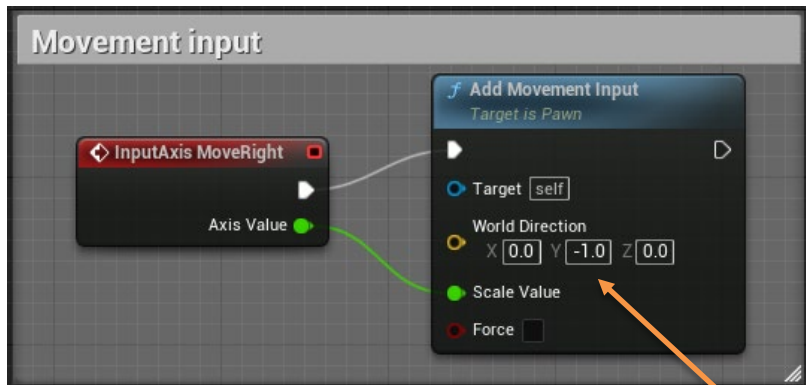 Movement input
InputAxis MoveRight
Axis Value
f Add Movement Input
Target is Pawn
Target self
World Direction
X 0.0 Y -1.0 Z 0.0
Scale Value
Force